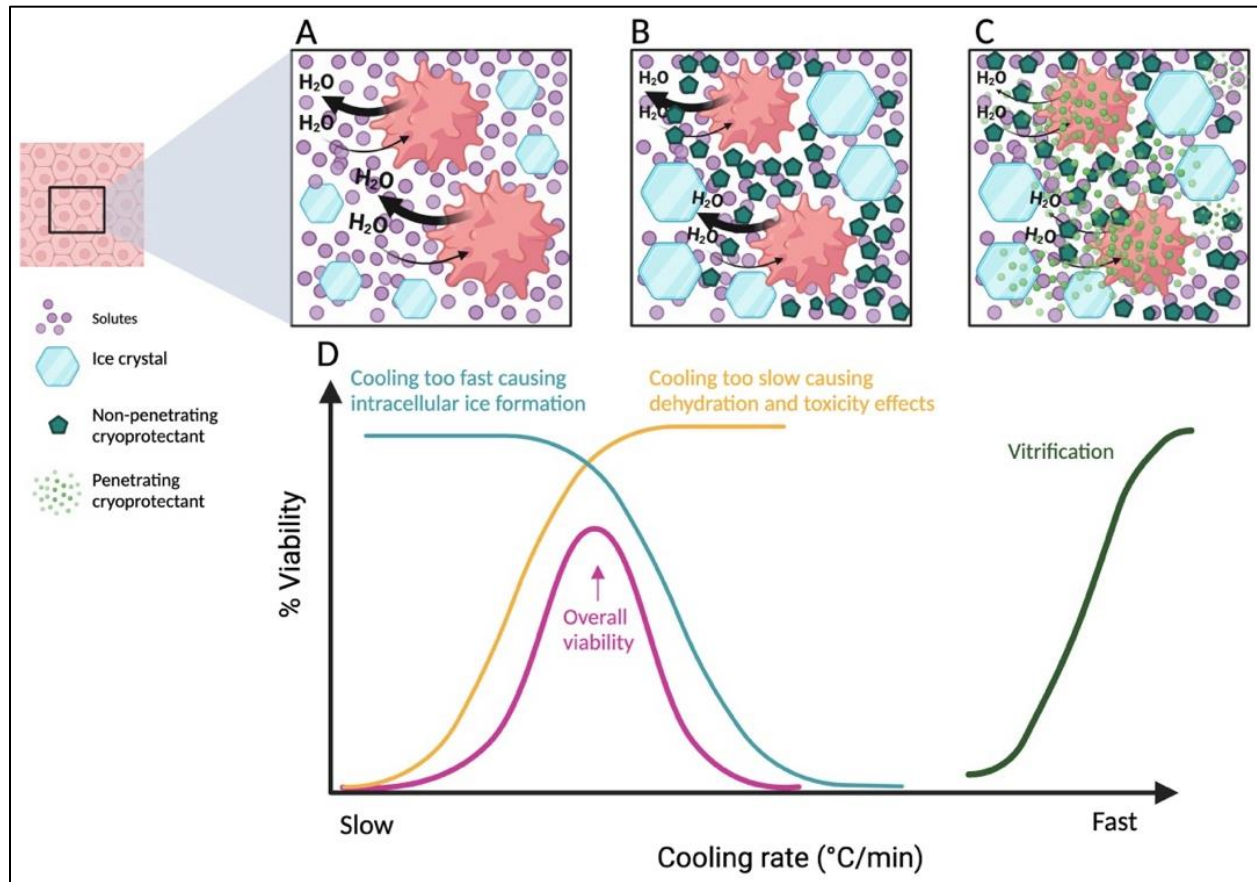 A
B
C
H₂O
H₂O
H₂O
H₂O
H₂O
H₂O
H₂O
H₂O
H₂O
H₂O
H₂O
H₂O
Solutes
Ice crystal
Non-penetrating
cryoprotectant
Penetrating
cryoprotectant
D
Cooling too fast causing
intracellular ice formation
Cooling too slow causing
dehydration and toxicity effects
Vitrification
Overall
viability
% Viability
Slow
Fast
Cooling rate (°C/min)